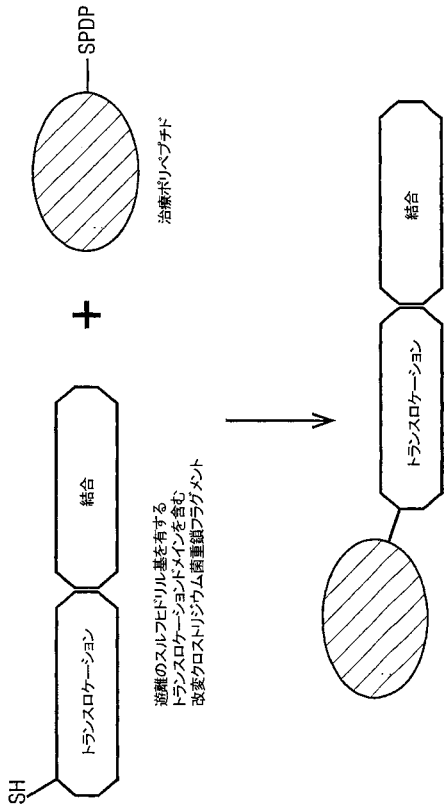 SH
トランスロケーション
結合
遊離のスルフヒドリル基を有する
トランスロケーションドメインを含む
改変クロストリジウム菌重鎖フラグメント
+
SPDP
治療ポリペプチド
トランスロケーション
結合